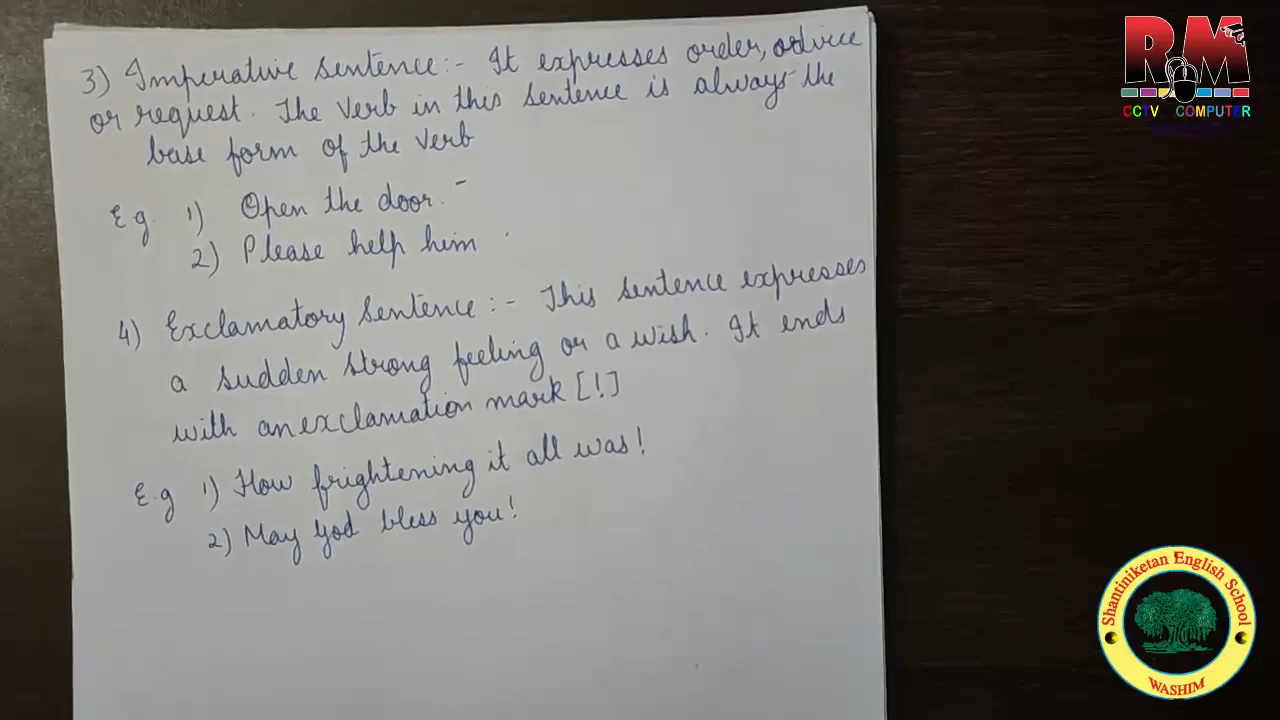 3) Imperative sentence:- It expresses order, advice
or request. The Verb in this sentence is always the
base form of the Verb
E.g. 1) Open the door.
2) Please help him.
4) Exclamatory sentence:- This sentence expresses
a sudden strong feeling or a wish. It ends
with an exclamation mark [!]
E.g 1) How frightening it all was!
2) May God bless you!
RM
CCTV COMPUTER
Shantiniketan English School
WASHIM